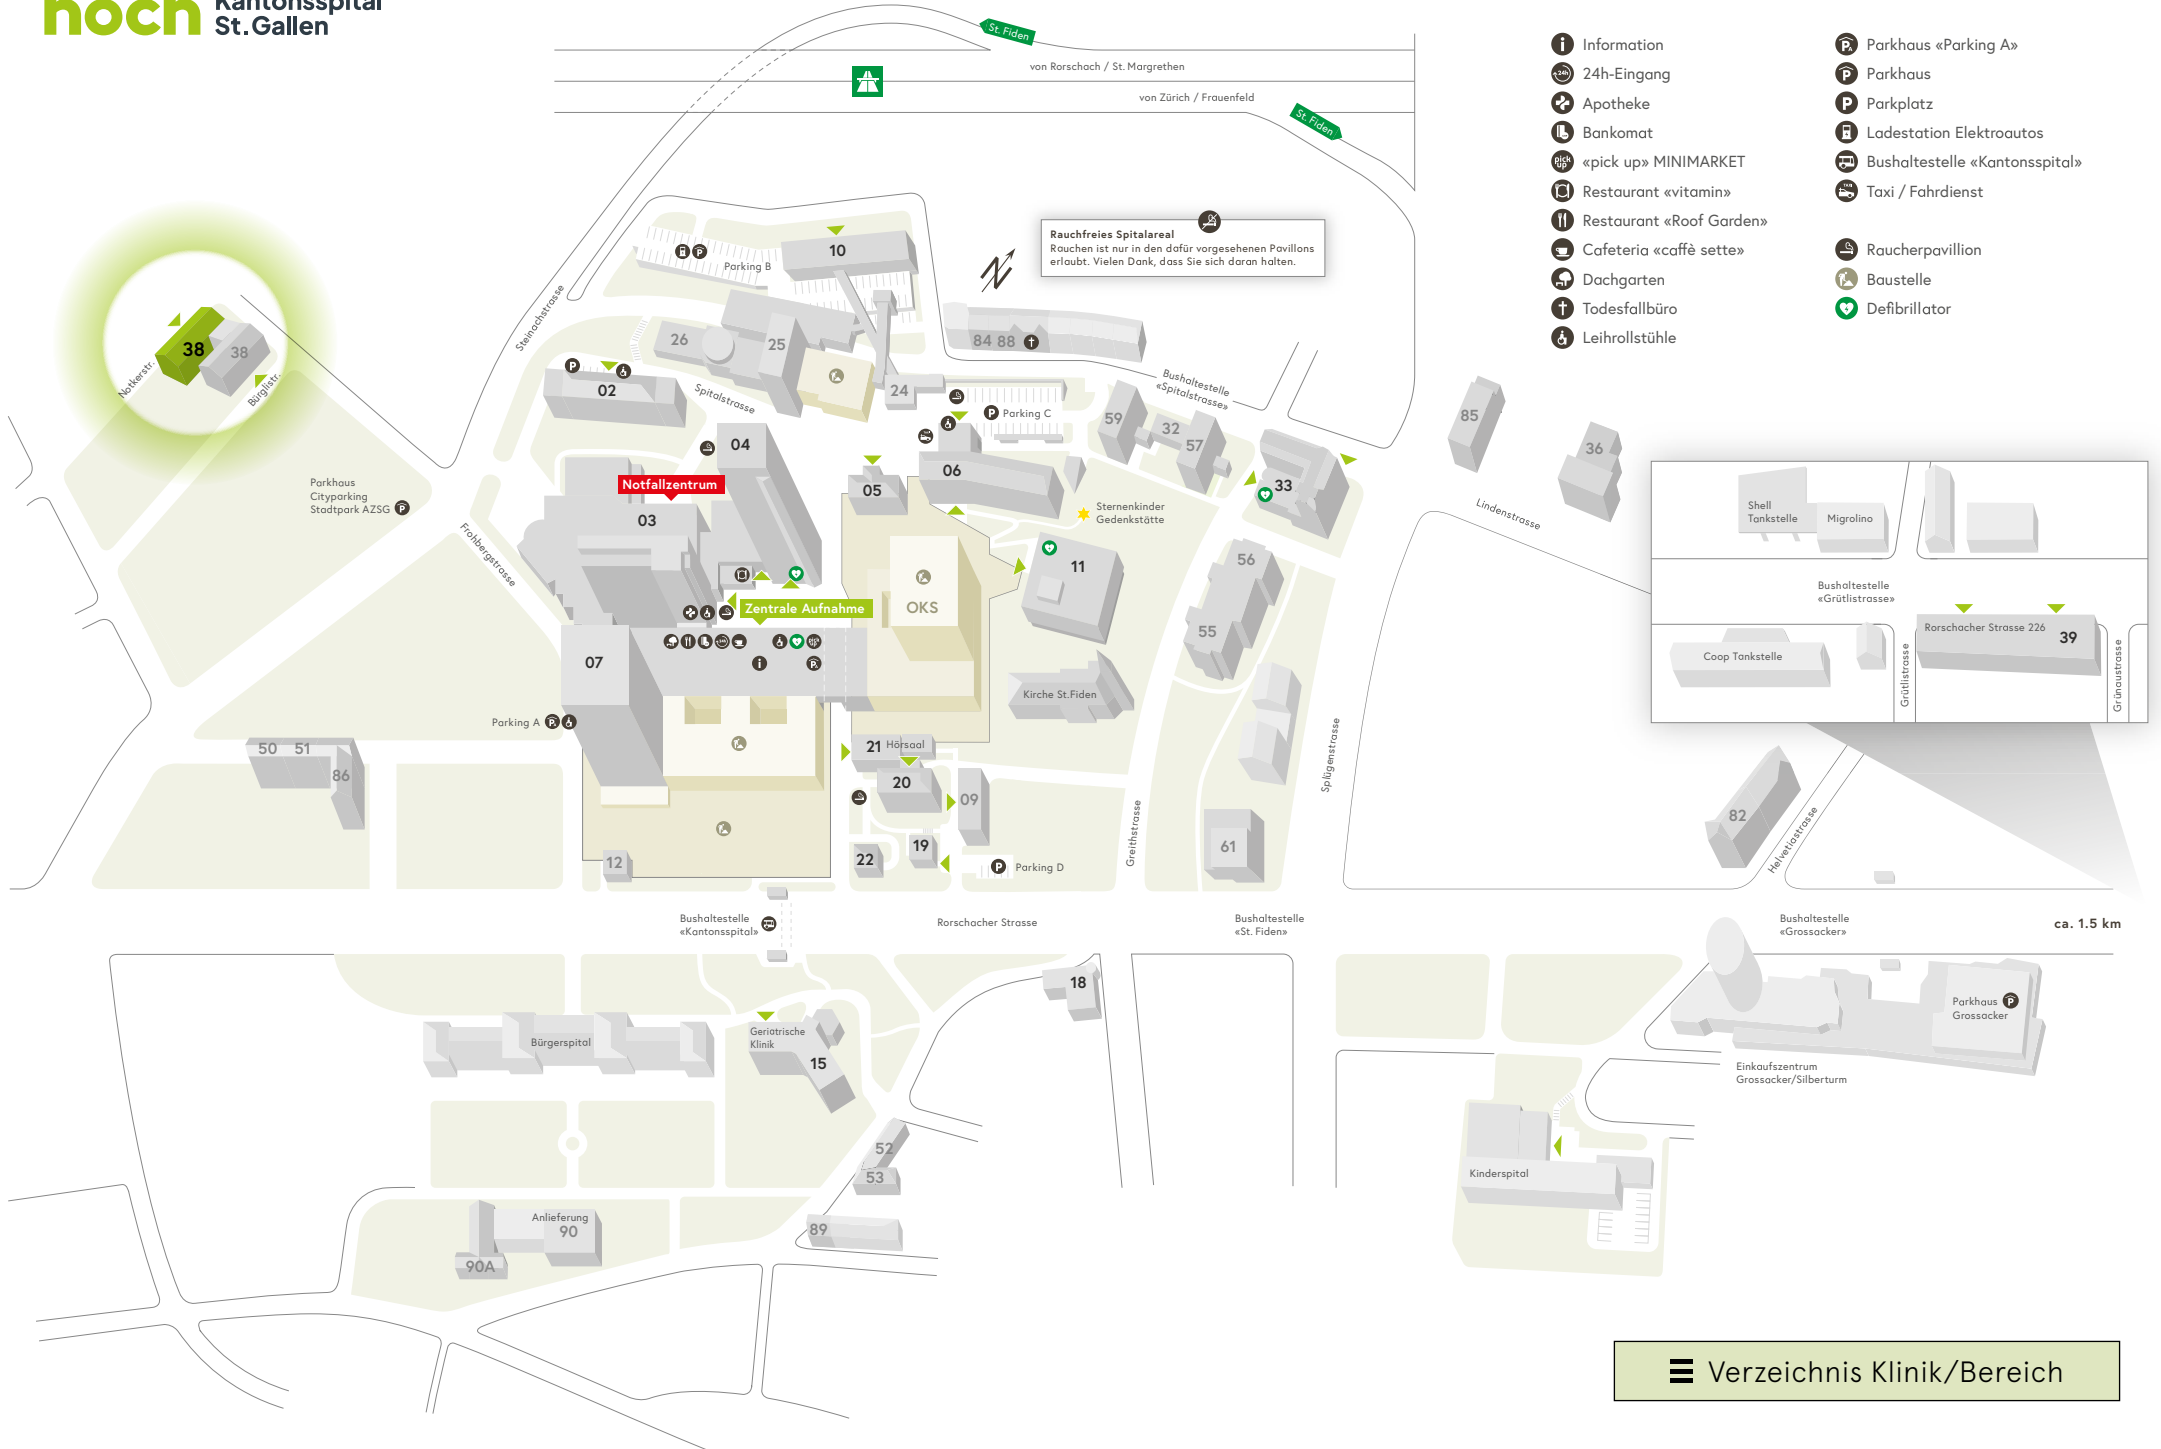 noch Kantonsspital
St.Gallen
St. Fiden
von Rorschach / St. Margrethen
von Zürich / Frauenfeld
St. Fiden
Information
24h-Eingang
Apotheke
Bankomat
«pick up» MINIMARKET
Restaurant «vitamin»
Restaurant «Roof Garden»
Cafeteria «caffè sette»
Dachgarten
Todesfallbüro
Leihrollstühle
Parkhaus «Parking A»
Parkhaus
Parkplatz
Ladestation Elektroautos
Bushaltestelle «Kantonsspital»
Taxi / Fahrdienst
Raucherpavillion
Baustelle
Defibrillator
Rauchfreies Spitalareal
Rauchen ist nur in den dafür vorgesehenen Pavillons
erlaubt. Vielen Dank, dass Sie sich daran halten.
N
10
Parking B
Steinachstrasse
38
38
Notkerstr.
Bürglistr.
26
25
84 88
02
Spitalstrasse
24
Bushaltestelle
«Spitalstrasse»
Parking C
59
32
57
85
36
04
Notfallzentrum
03
05
06
33
Parkhaus
Cityparking
Stadtpark AZSG
Sternenkinder
Gedenkstätte
Frohbergstrasse
Lindenstrasse
11
56
55
OKS
Zentrale Aufnahme
07
Kirche St.Fiden
Shell
Tankstelle
Migrolino
Bushaltestelle
«Grütlistrasse»
Rorschacher Strasse 226
39
Coop Tankstelle
Grütlistrasse
Grünaustrasse
Parking A
50 51
86
21 Hörsaal
20
09
Splügenstrasse
Greithstrasse
82
Helvetiastrasse
61
12
22
19
Parking D
Bushaltestelle
«Kantonsspital»
Rorschacher Strasse
Bushaltestelle
«St. Fiden»
Bushaltestelle
«Grossacker»
ca. 1.5 km
18
Bürgerspital
Geriatrische
Klinik
15
Parkhaus
Grossacker
Einkaufszentrum
Grossacker/Silberturm
52
53
Kinderspital
Anlieferung
90
90A
89
Verzeichnis Klinik/Bereich